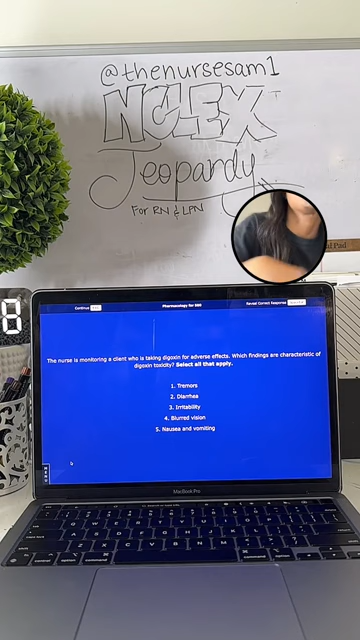 @thenursesam1
NCLEX
Jeopardy
For RN & LPN
8
Continue
Pharmacology for 800
Reveal Correct Response
The nurse is monitoring a client who is taking digoxin for adverse effects. Which findings are characteristic of
digoxin toxicity? Select all that apply.
1. Tremors
2. Diarrhea
3. Irritability
4. Blurred vision
5. Nausea and vomiting
MacBook Pro